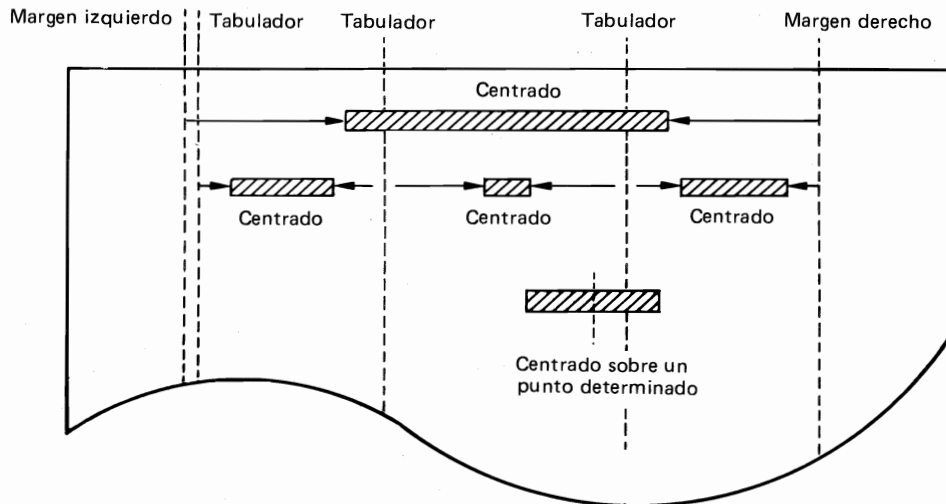 Margen izquierdo Tabulador Tabulador Tabulador Margen derecho
Centrado
Centrado Centrado Centrado
Centrado sobre un
punto determinado